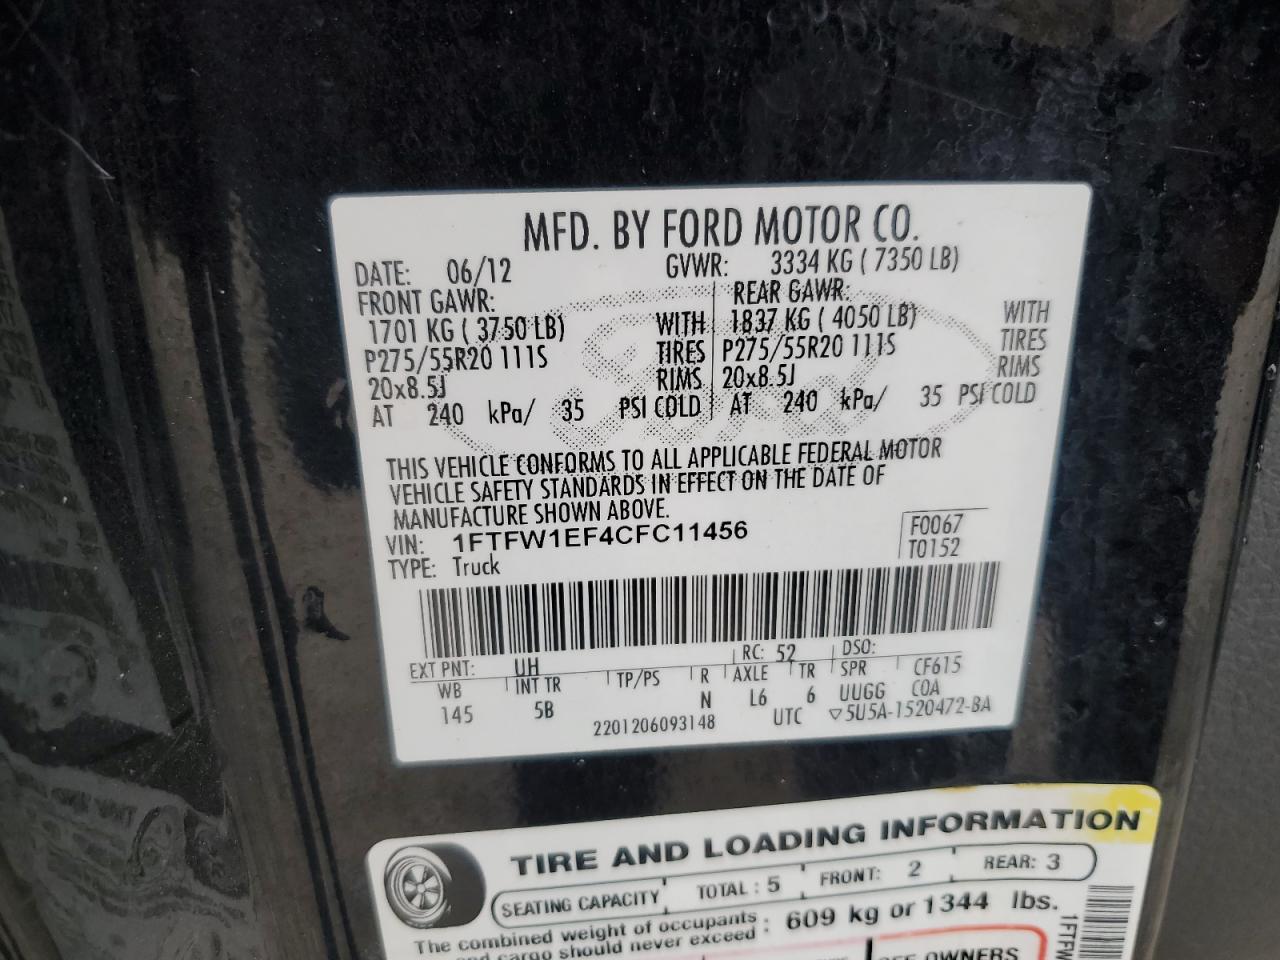 MFD. BY FORD MOTOR CO.
DATE: 06/12 GVWR: 3334 KG ( 7350 LB)
FRONT GAWR: REAR GAWR:
1701 KG ( 3750 LB) WITH 1837 KG ( 4050 LB) WITH
P275/55R20 111S TIRES P275/55R20 111S TIRES
20x8.5J RIMS 20x8.5J RIMS
AT 240 kPa/ 35 PSI COLD AT 240 kPa/ 35 PSI COLD
THIS VEHICLE CONFORMS TO ALL APPLICABLE FEDERAL MOTOR
VEHICLE SAFETY STANDARDS IN EFFECT ON THE DATE OF
MANUFACTURE SHOWN ABOVE.
VIN: 1FTFW1EF4CFC11456 F0067
TYPE: Truck T0152
EXT PNT: UH RC: 52 DSO:
WB INT TR TP/PS R AXLE TR SPR CF615
145 5B N L6 6 UUGG COA
2201206093148 UTC ▽5U5A-1520472-BA
TIRE AND LOADING INFORMATION
SEATING CAPACITY TOTAL : 5 FRONT: 2 REAR: 3
The combined weight of occupants : 609 kg or 1344 lbs.
and cargo should never exceed :
OWNERS
1FTFW